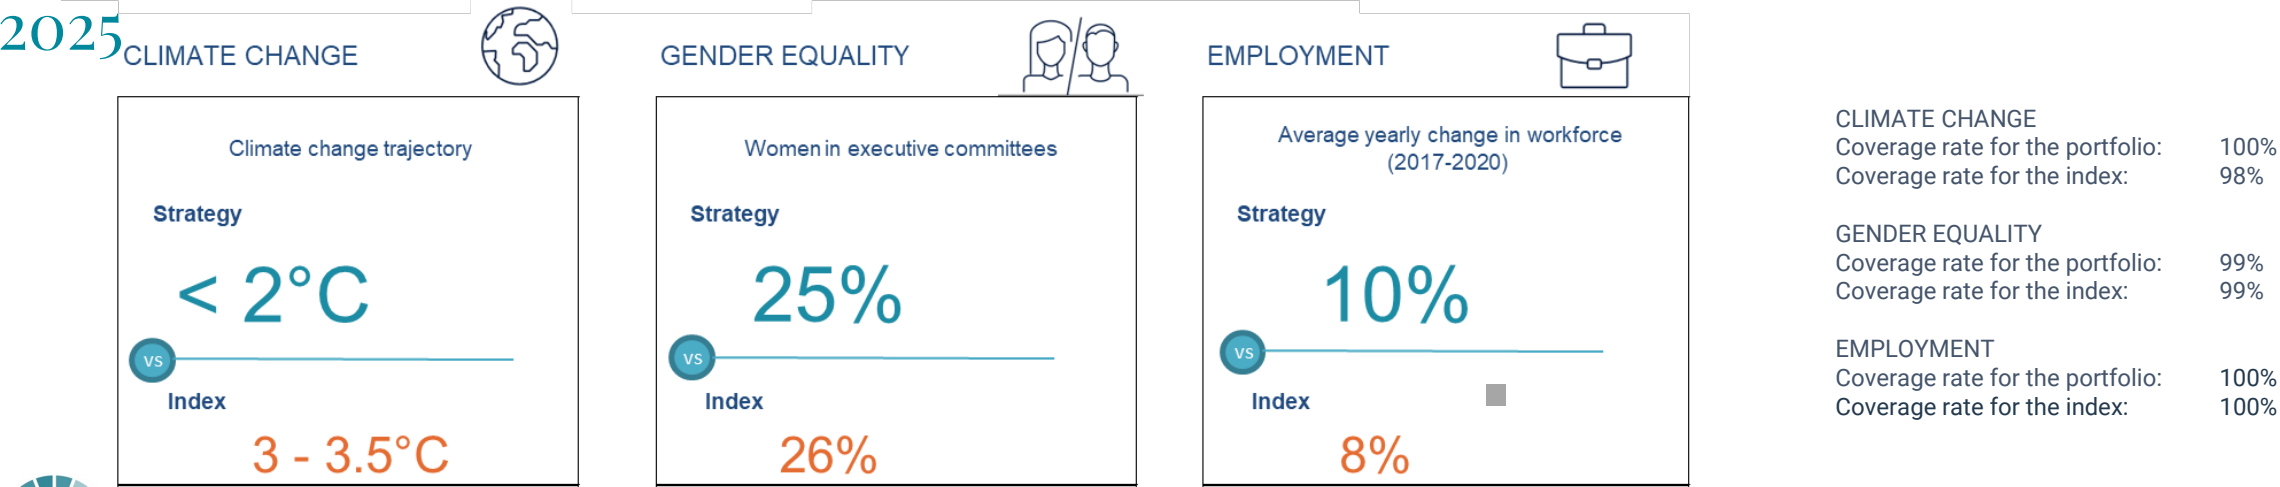 2025
CLIMATE CHANGE
Climate change trajectory
Strategy
< 2°C
vs
Index
3 - 3.5°C
GENDER EQUALITY
Women in executive committees
Strategy
25%
vs
Index
26%
EMPLOYMENT
Average yearly change in workforce
(2017-2020)
Strategy
10%
vs
Index
8%
CLIMATE CHANGE
Coverage rate for the portfolio: 100%
Coverage rate for the index: 98%
GENDER EQUALITY
Coverage rate for the portfolio: 99%
Coverage rate for the index: 99%
EMPLOYMENT
Coverage rate for the portfolio: 100%
Coverage rate for the index: 100%